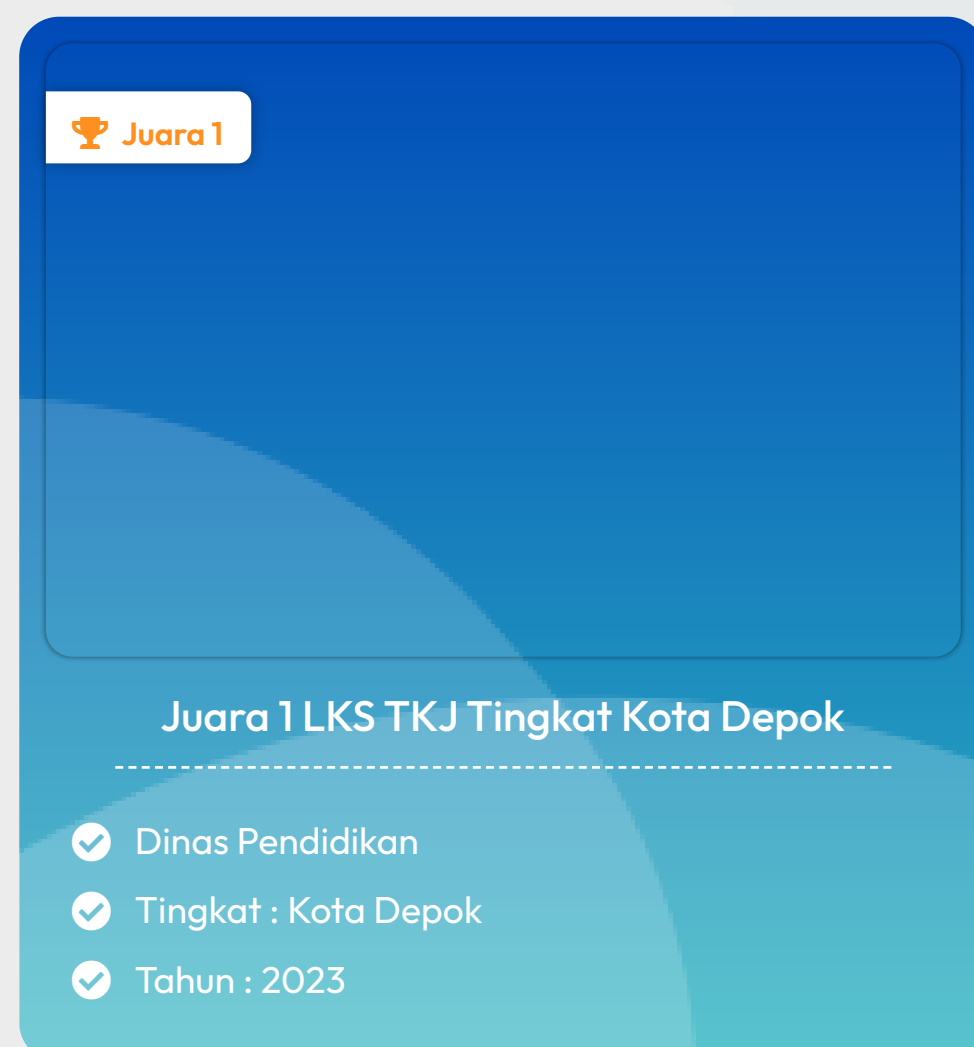 Juara 1
Juara 1 LKS TKJ Tingkat Kota Depok
Dinas Pendidikan
Tingkat : Kota Depok
Tahun : 2023